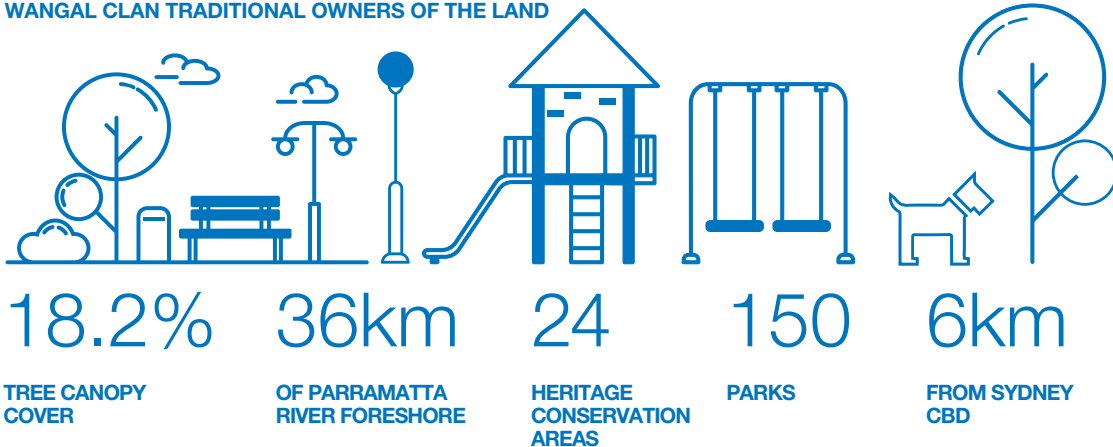 WANGAL CLAN TRADITIONAL OWNERS OF THE LAND
18.2%
TREE CANOPY
COVER
36km
OF PARRAMATTA
RIVER FORESHORE
24
HERITAGE
CONSERVATION
AREAS
150
PARKS
6km
FROM SYDNEY
CBD